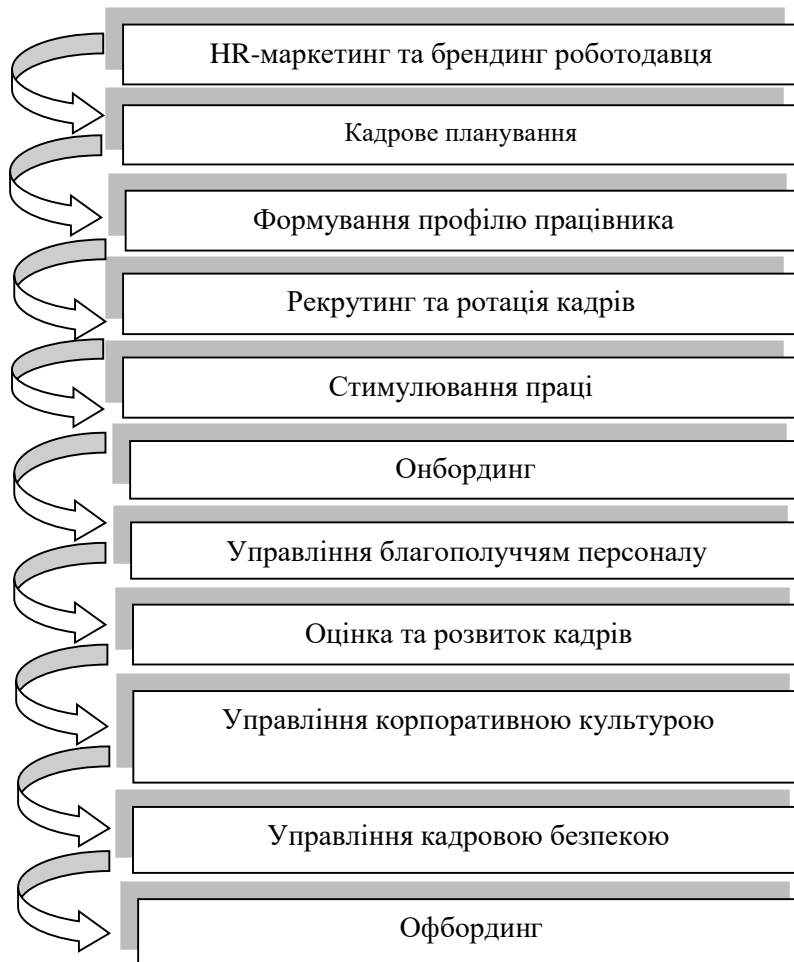 HR-маркетинг та брендинг роботодавця
Кадрове планування
Формування профілю працівника
Рекрутинг та ротація кадрів
Стимулювання праці
Онбординг
Управління благополуччям персоналу
Оцінка та розвиток кадрів
Управління корпоративною культурою
Управління кадровою безпекою
Офбординг